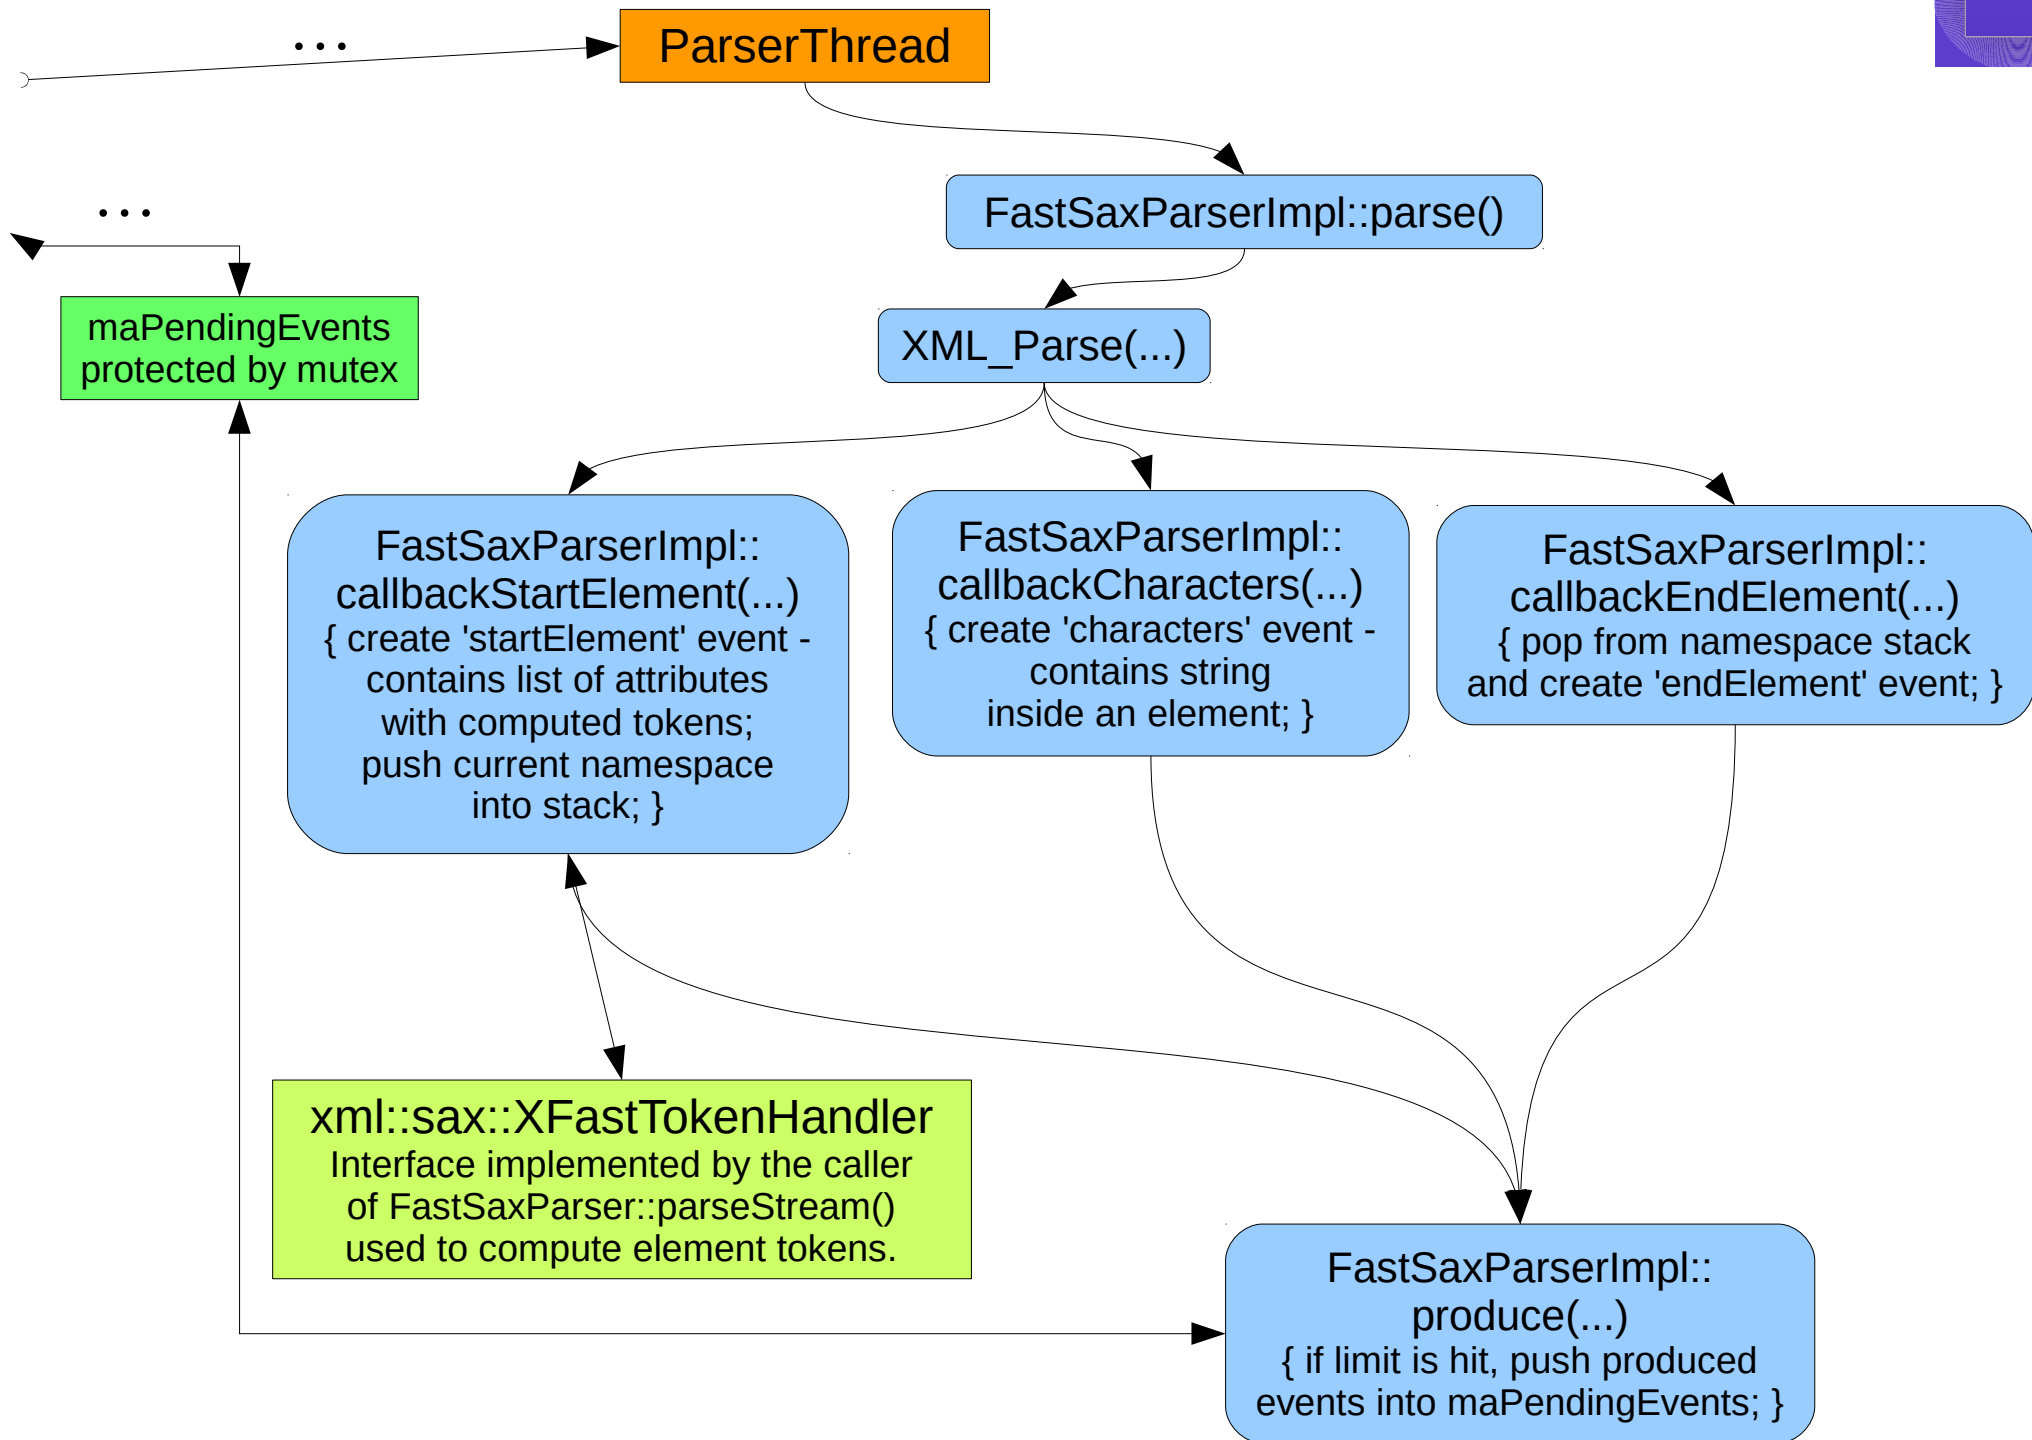 ...
ParserThread
...
FastSaxParserImpl::parse()
maPendingEvents
protected by mutex
XML_Parse(...)
FastSaxParserImpl::
callbackStartElement(...)
{ create 'startElement' event -
contains list of attributes
with computed tokens;
push current namespace
into stack; }
FastSaxParserImpl::
callbackCharacters(...)
{ create 'characters' event -
contains string
inside an element; }
FastSaxParserImpl::
callbackEndElement(...)
{ pop from namespace stack
and create 'endElement' event; }
xml::sax::XFastTokenHandler
Interface implemented by the caller
of FastSaxParser::parseStream()
used to compute element tokens.
FastSaxParserImpl::
produce(...)
{ if limit is hit, push produced
events into maPendingEvents; }